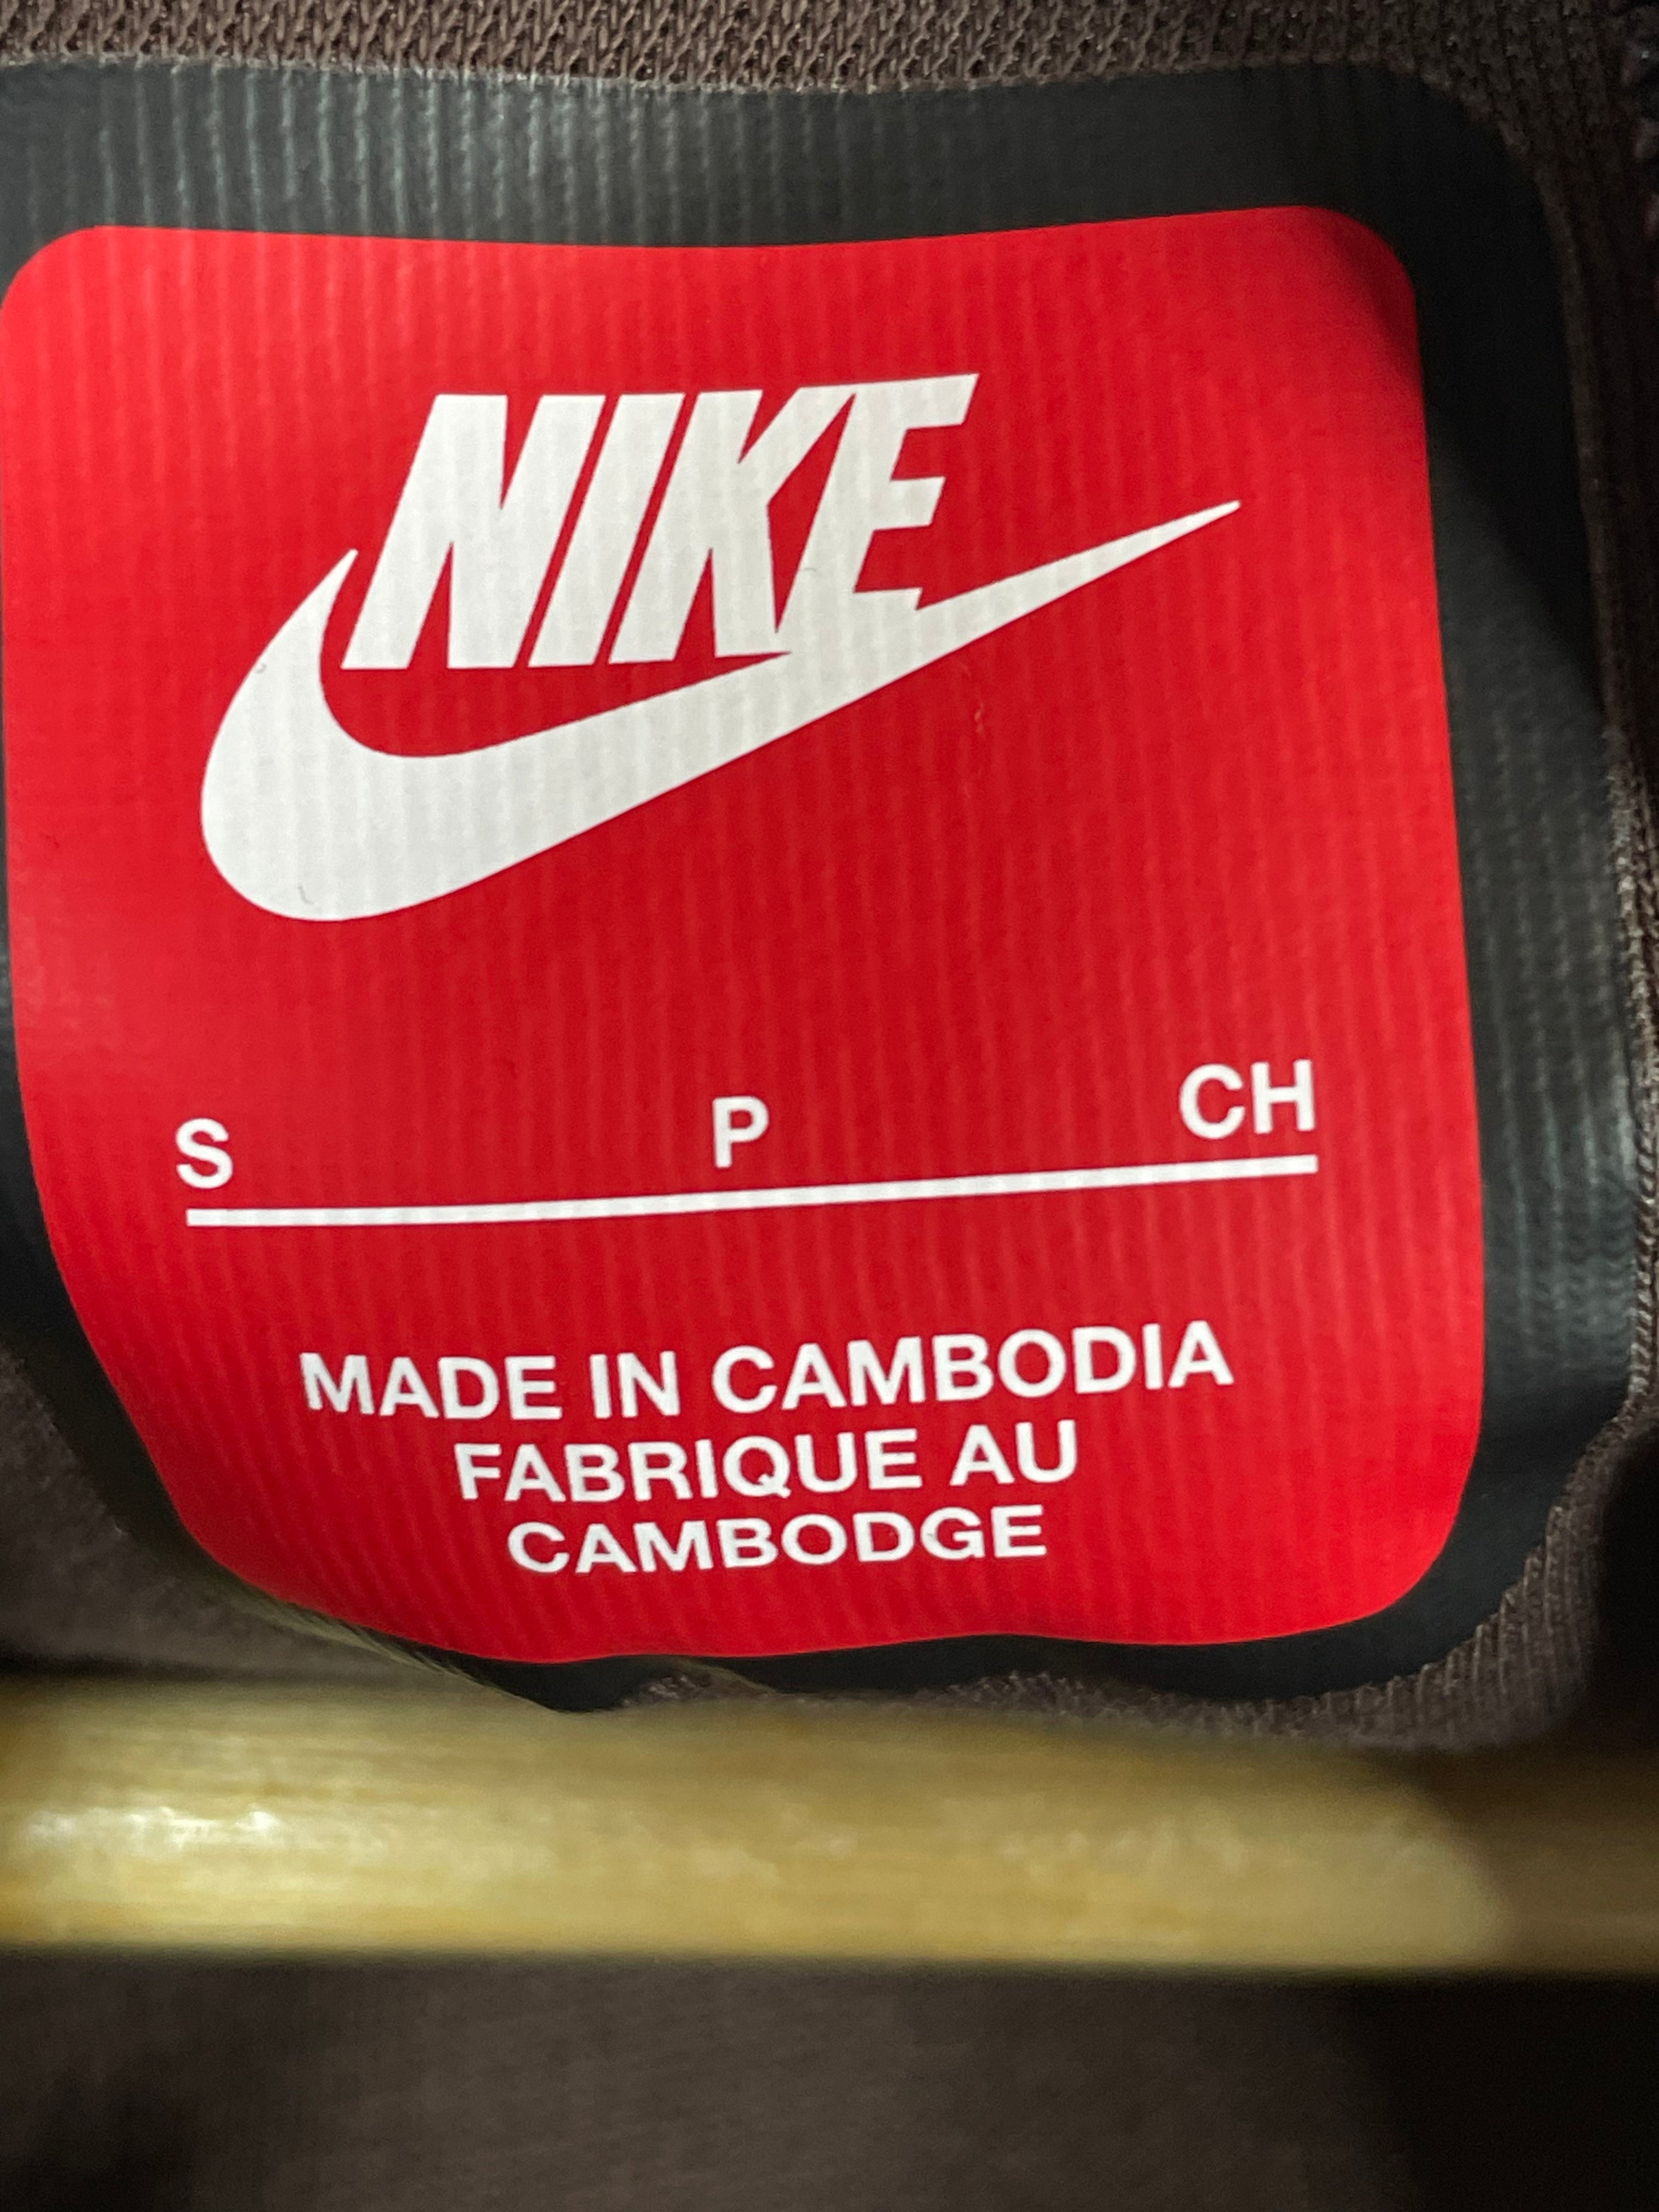 NIKE
S P CH
MADE IN CAMBODIA
FABRIQUE AU
CAMBODGE